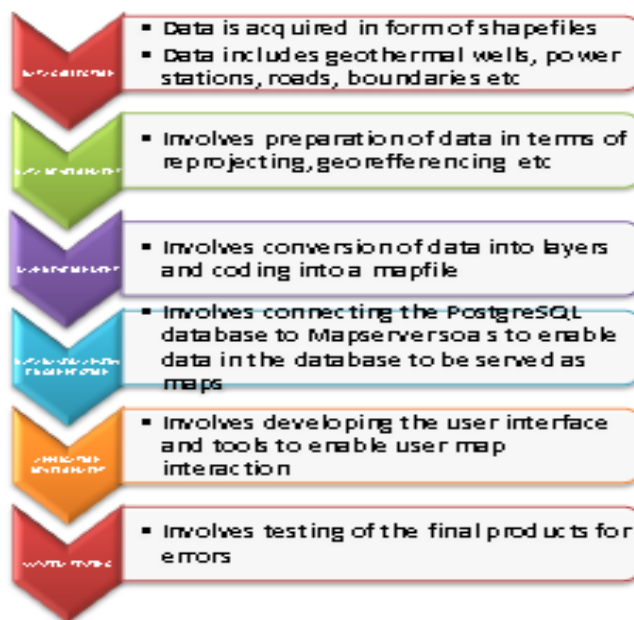 ▪ Data is acquired in form of shapefiles
▪ Data includes geothermal wells, power
stations, roads, boundaries etc
▪ Involves preparation of data in terms of
reprojecting, georefferencing etc
▪ Involves conversion of data into layers
and coding into a mapfile
▪ Involves connecting the PostgreSQL
database to Mapserver so as to enable
data in the database to be served as
maps
▪ Involves developing the user interface
and tools to enable user map
interaction
▪ Involves testing of the final products for
errors